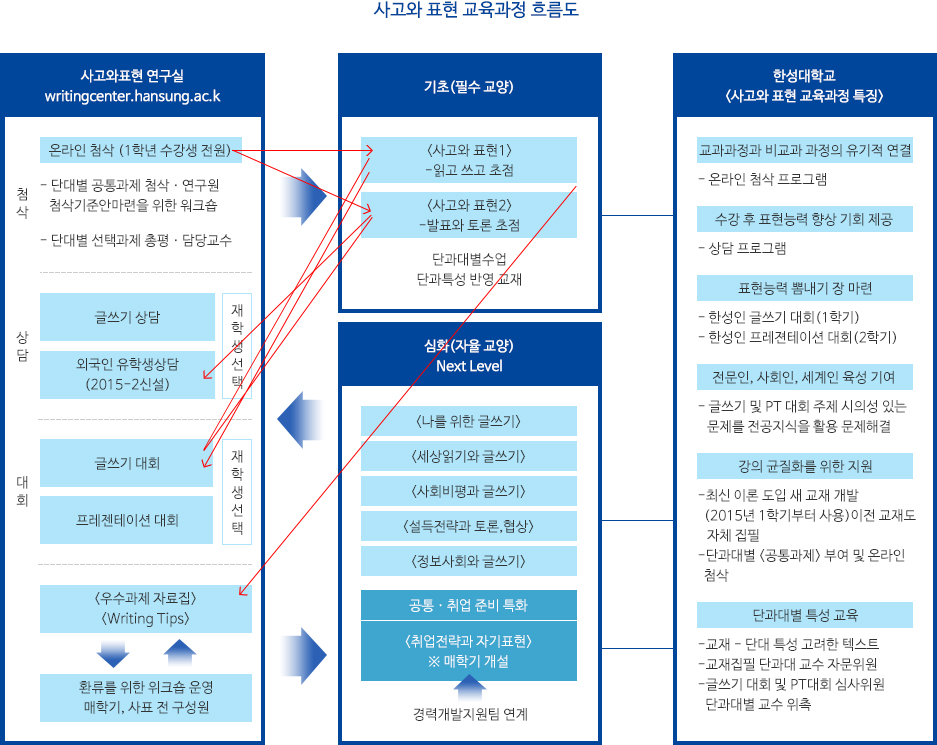 사고와 표현 교육과정 흐름도
사고와표현 연구실
writingcenter.hansung.ac.k
첨삭
온라인 첨삭 (1학년 수강생 전원)
- 단대별 공통과제 첨삭 · 연구원
첨삭기준안마련을 위한 워크숍
- 단대별 선택과제 총평 · 담당교수
상담
글쓰기 상담
외국인 유학생상담
(2015-2신설)
재학생선택
대회
글쓰기 대회
프레젠테이션 대회
재학생선택
〈우수과제 자료집〉
〈Writing Tips〉
환류를 위한 워크숍 운영
매학기, 사표 전 구성원
기초(필수 교양)
〈사고와 표현1〉
-읽고 쓰고 초점
〈사고와 표현2〉
-발표와 토론 초점
단과대별수업
단과특성 반영 교재
심화(자율 교양)
Next Level
〈나를 위한 글쓰기〉
〈세상읽기와 글쓰기〉
〈사회비평과 글쓰기〉
〈설득전략과 토론,협상〉
〈정보사회와 글쓰기〉
공통 · 취업 준비 특화
〈취업전략과 자기표현〉
※ 매학기 개설
경력개발지원팀 연계
한성대학교
〈사고와 표현 교육과정 특징〉
교과과정과 비교과 과정의 유기적 연결
- 온라인 첨삭 프로그램
수강 후 표현능력 향상 기회 제공
- 상담 프로그램
표현능력 뽐내기 장 마련
- 한성인 글쓰기 대회(1학기)
- 한성인 프레젠테이션 대회(2학기)
전문인, 사회인, 세계인 육성 기여
- 글쓰기 및 PT 대회 주제 시의성 있는
문제를 전공지식을 활용 문제해결
강의 균질화를 위한 지원
-최신 이론 도입 새 교재 개발
(2015년 1학기부터 사용)이전 교재도
자체 집필
-단과대별 〈공통과제〉 부여 및 온라인
첨삭
단과대별 특성 교육
-교재 - 단대 특성 고려한 텍스트
-교재집필 단과대 교수 자문위원
-글쓰기 대회 및 PT대회 심사위원
단과대별 교수 위촉